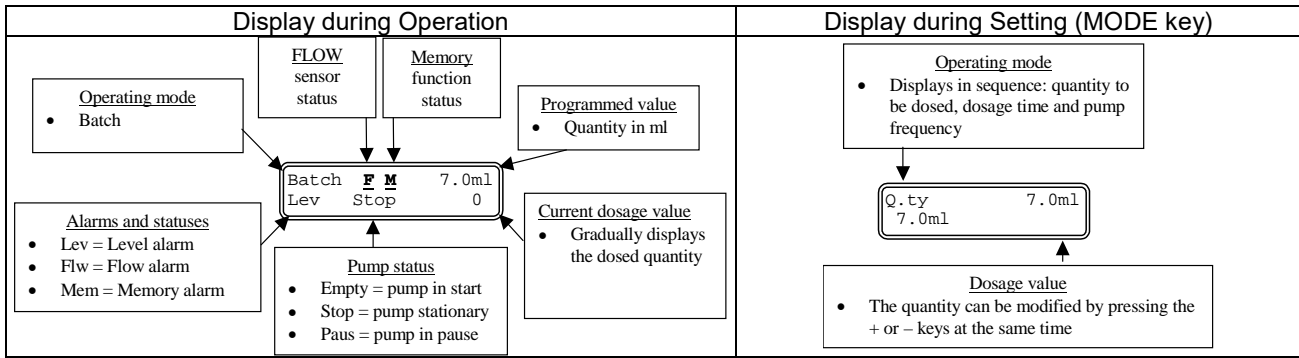 Display during Operation
Display during Setting (MODE key)
FLOW
sensor
status
Memory
function
status
Operating mode
• Batch
Programmed value
• Quantity in ml
Batch F M 7.0ml
Lev Stop 0
Alarms and statuses
• Lev = Level alarm
• Flw = Flow alarm
• Mem = Memory alarm
Pump status
• Empty = pump in start
• Stop = pump stationary
• Paus = pump in pause
Current dosage value
• Gradually displays
the dosed quantity
Operating mode
• Displays in sequence: quantity to
be dosed, dosage time and pump
frequency
Q.ty 7.0ml
7.0ml
Dosage value
• The quantity can be modified by pressing the
+ or – keys at the same time